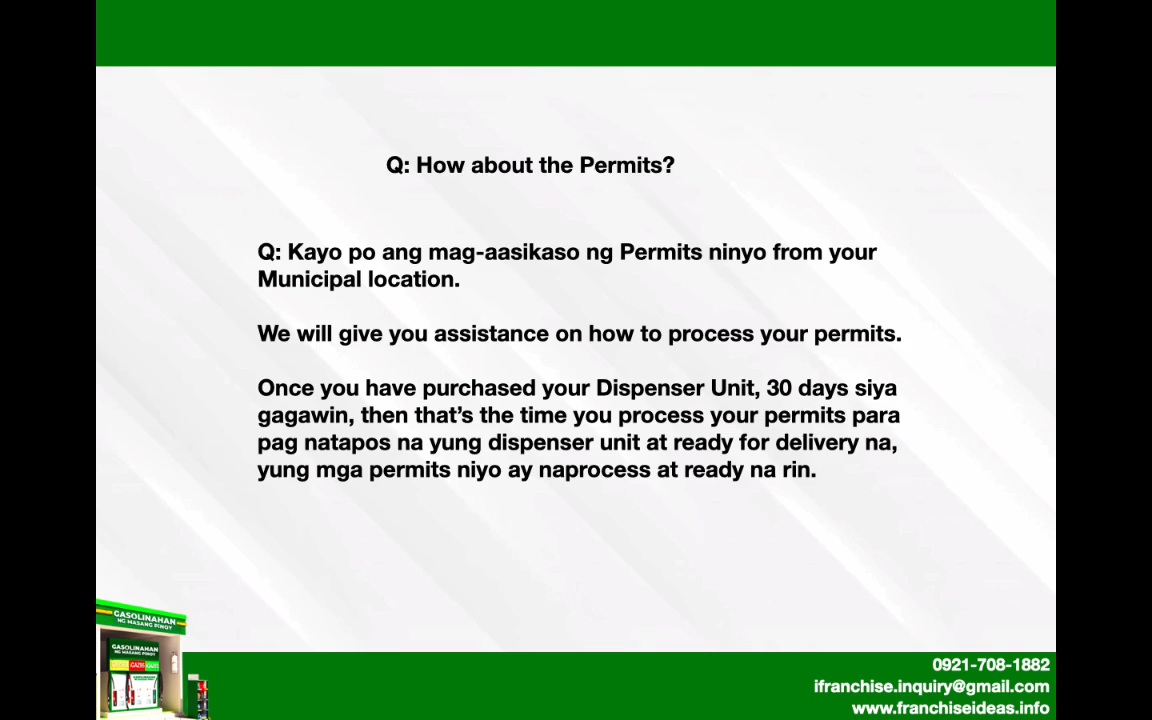 Q: How about the Permits?
Q: Kayo po ang mag-aasikaso ng Permits ninyo from your
Municipal location.
We will give you assistance on how to process your permits.
Once you have purchased your Dispenser Unit, 30 days siya
gagawin, then that’s the time you process your permits para
pag natapos na yung dispenser unit at ready for delivery na,
yung mga permits niyo ay naprocess at ready na rin.
GASOLINAHAN
NG MASANG PINOY
GASOLINAHAN
NG MASANG PINOY
0921-708-1882
ifranchise.inquiry@gmail.com
www.franchiseideas.info